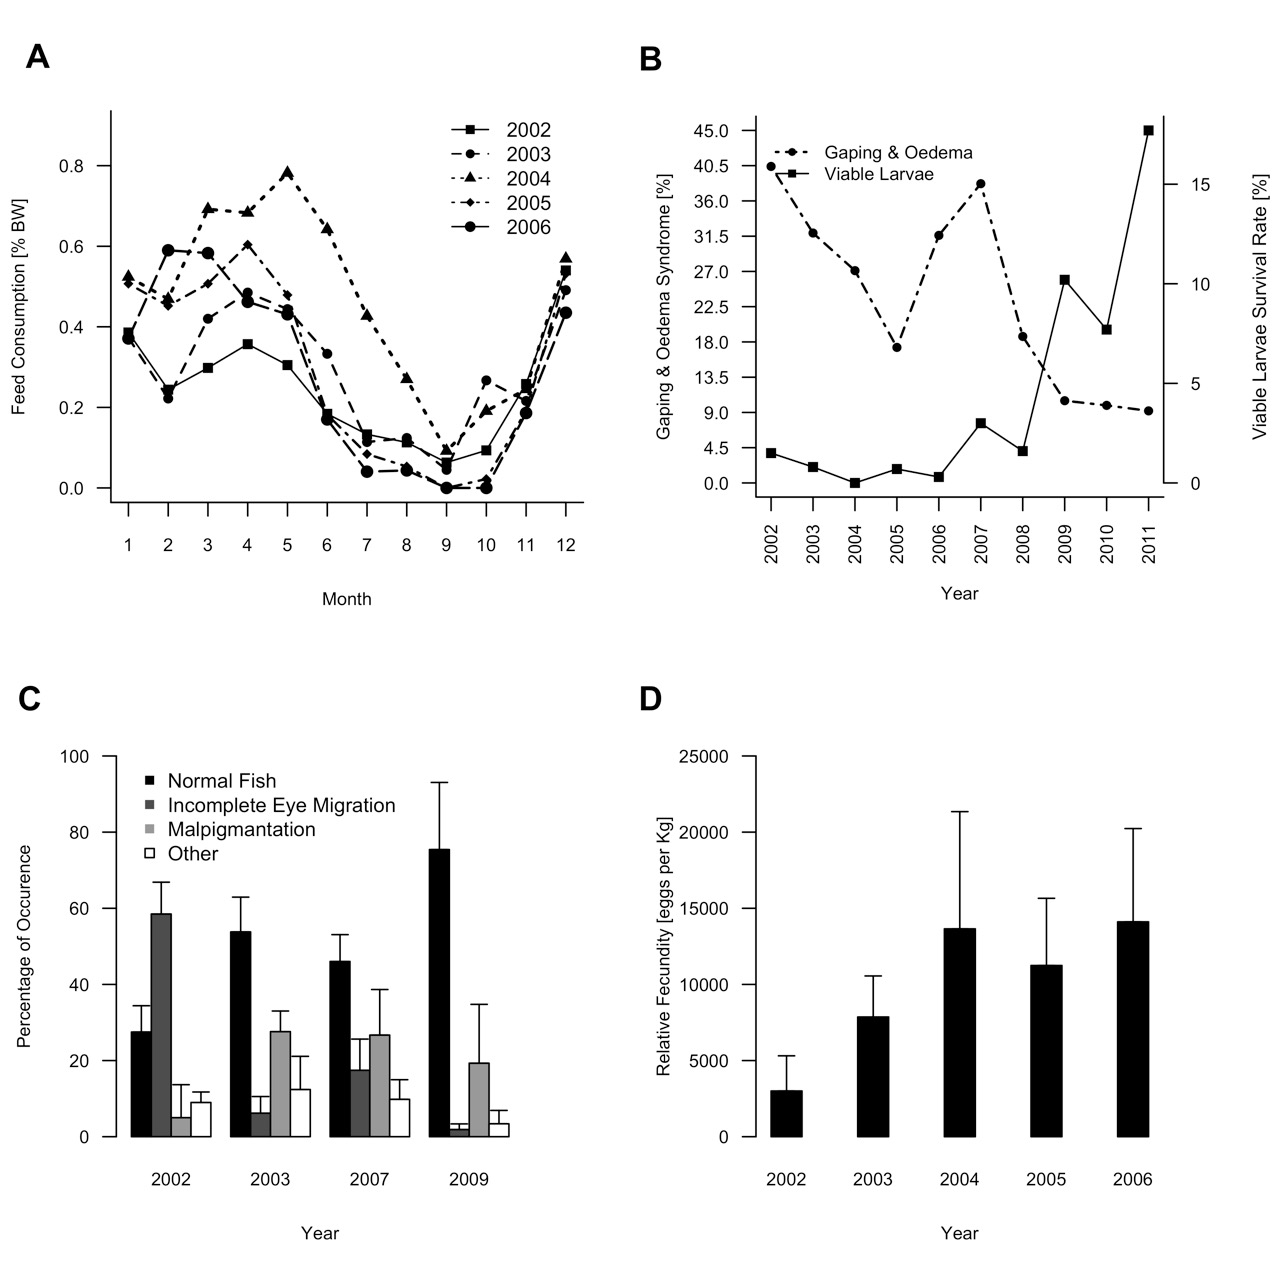 A
Feed Consumption [% BW]
0.8
0.6
0.4
0.2
0.0
2002
2003
2004
2005
2006
1 2 3 4 5 6 7 8 9 10 11 12
Month
B
Gaping & Oedema Syndrome [%]
45.0
40.5
36.0
31.5
27.0
22.5
18.0
13.5
9.0
4.5
0.0
Gaping & Oedema
Viable Larvae
15
10
5
0
Viable Larvae Survival Rate [%]
2002 2003 2004 2005 2006 2007 2008 2009 2010 2011
Year
C
Percentage of Occurence
100
80
60
40
20
0
Normal Fish
Incomplete Eye Migration
Malpigmantation
Other
2002 2003 2007 2009
Year
D
Relative Fecundity [eggs per Kg]
25000
20000
15000
10000
5000
0
2002 2003 2004 2005 2006
Year